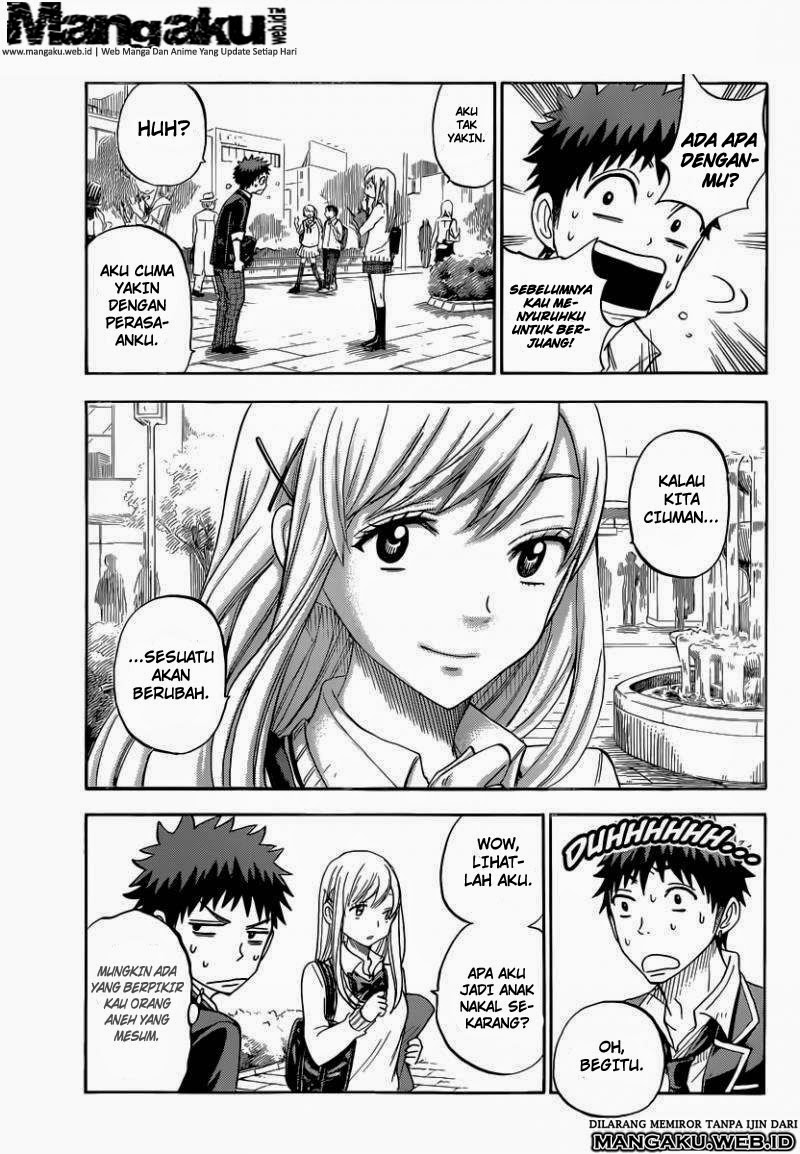 Mangaku
web.id™
www.mangaku.web.id | Web Manga Dan Anime Yang Update Setiap Hari
ADA APA
DENGAN-
MU?
SEBELUMNYA
KAU ME-
NYURUHKU
UNTUK BER-
JUANG!
AKU
TAK
YAKIN.
HUH?
AKU CUMA
YAKIN
DENGAN
PERASA-
ANKU.
KALAU
KITA
CIUMAN...
...SESUATU
AKAN
BERUBAH.
DUHHHHHH...
OH,
BEGITU.
WOW,
LIHAT-
LAH AKU.
APA AKU
JADI ANAK
NAKAL SE-
KARANG?
MUNGKIN ADA
YANG BERPIKIR
KAU ORANG
ANEH YANG
MESUM.
DILARANG MEMIROR TANPA IJIN DARI
MANGAKU.WEB.ID